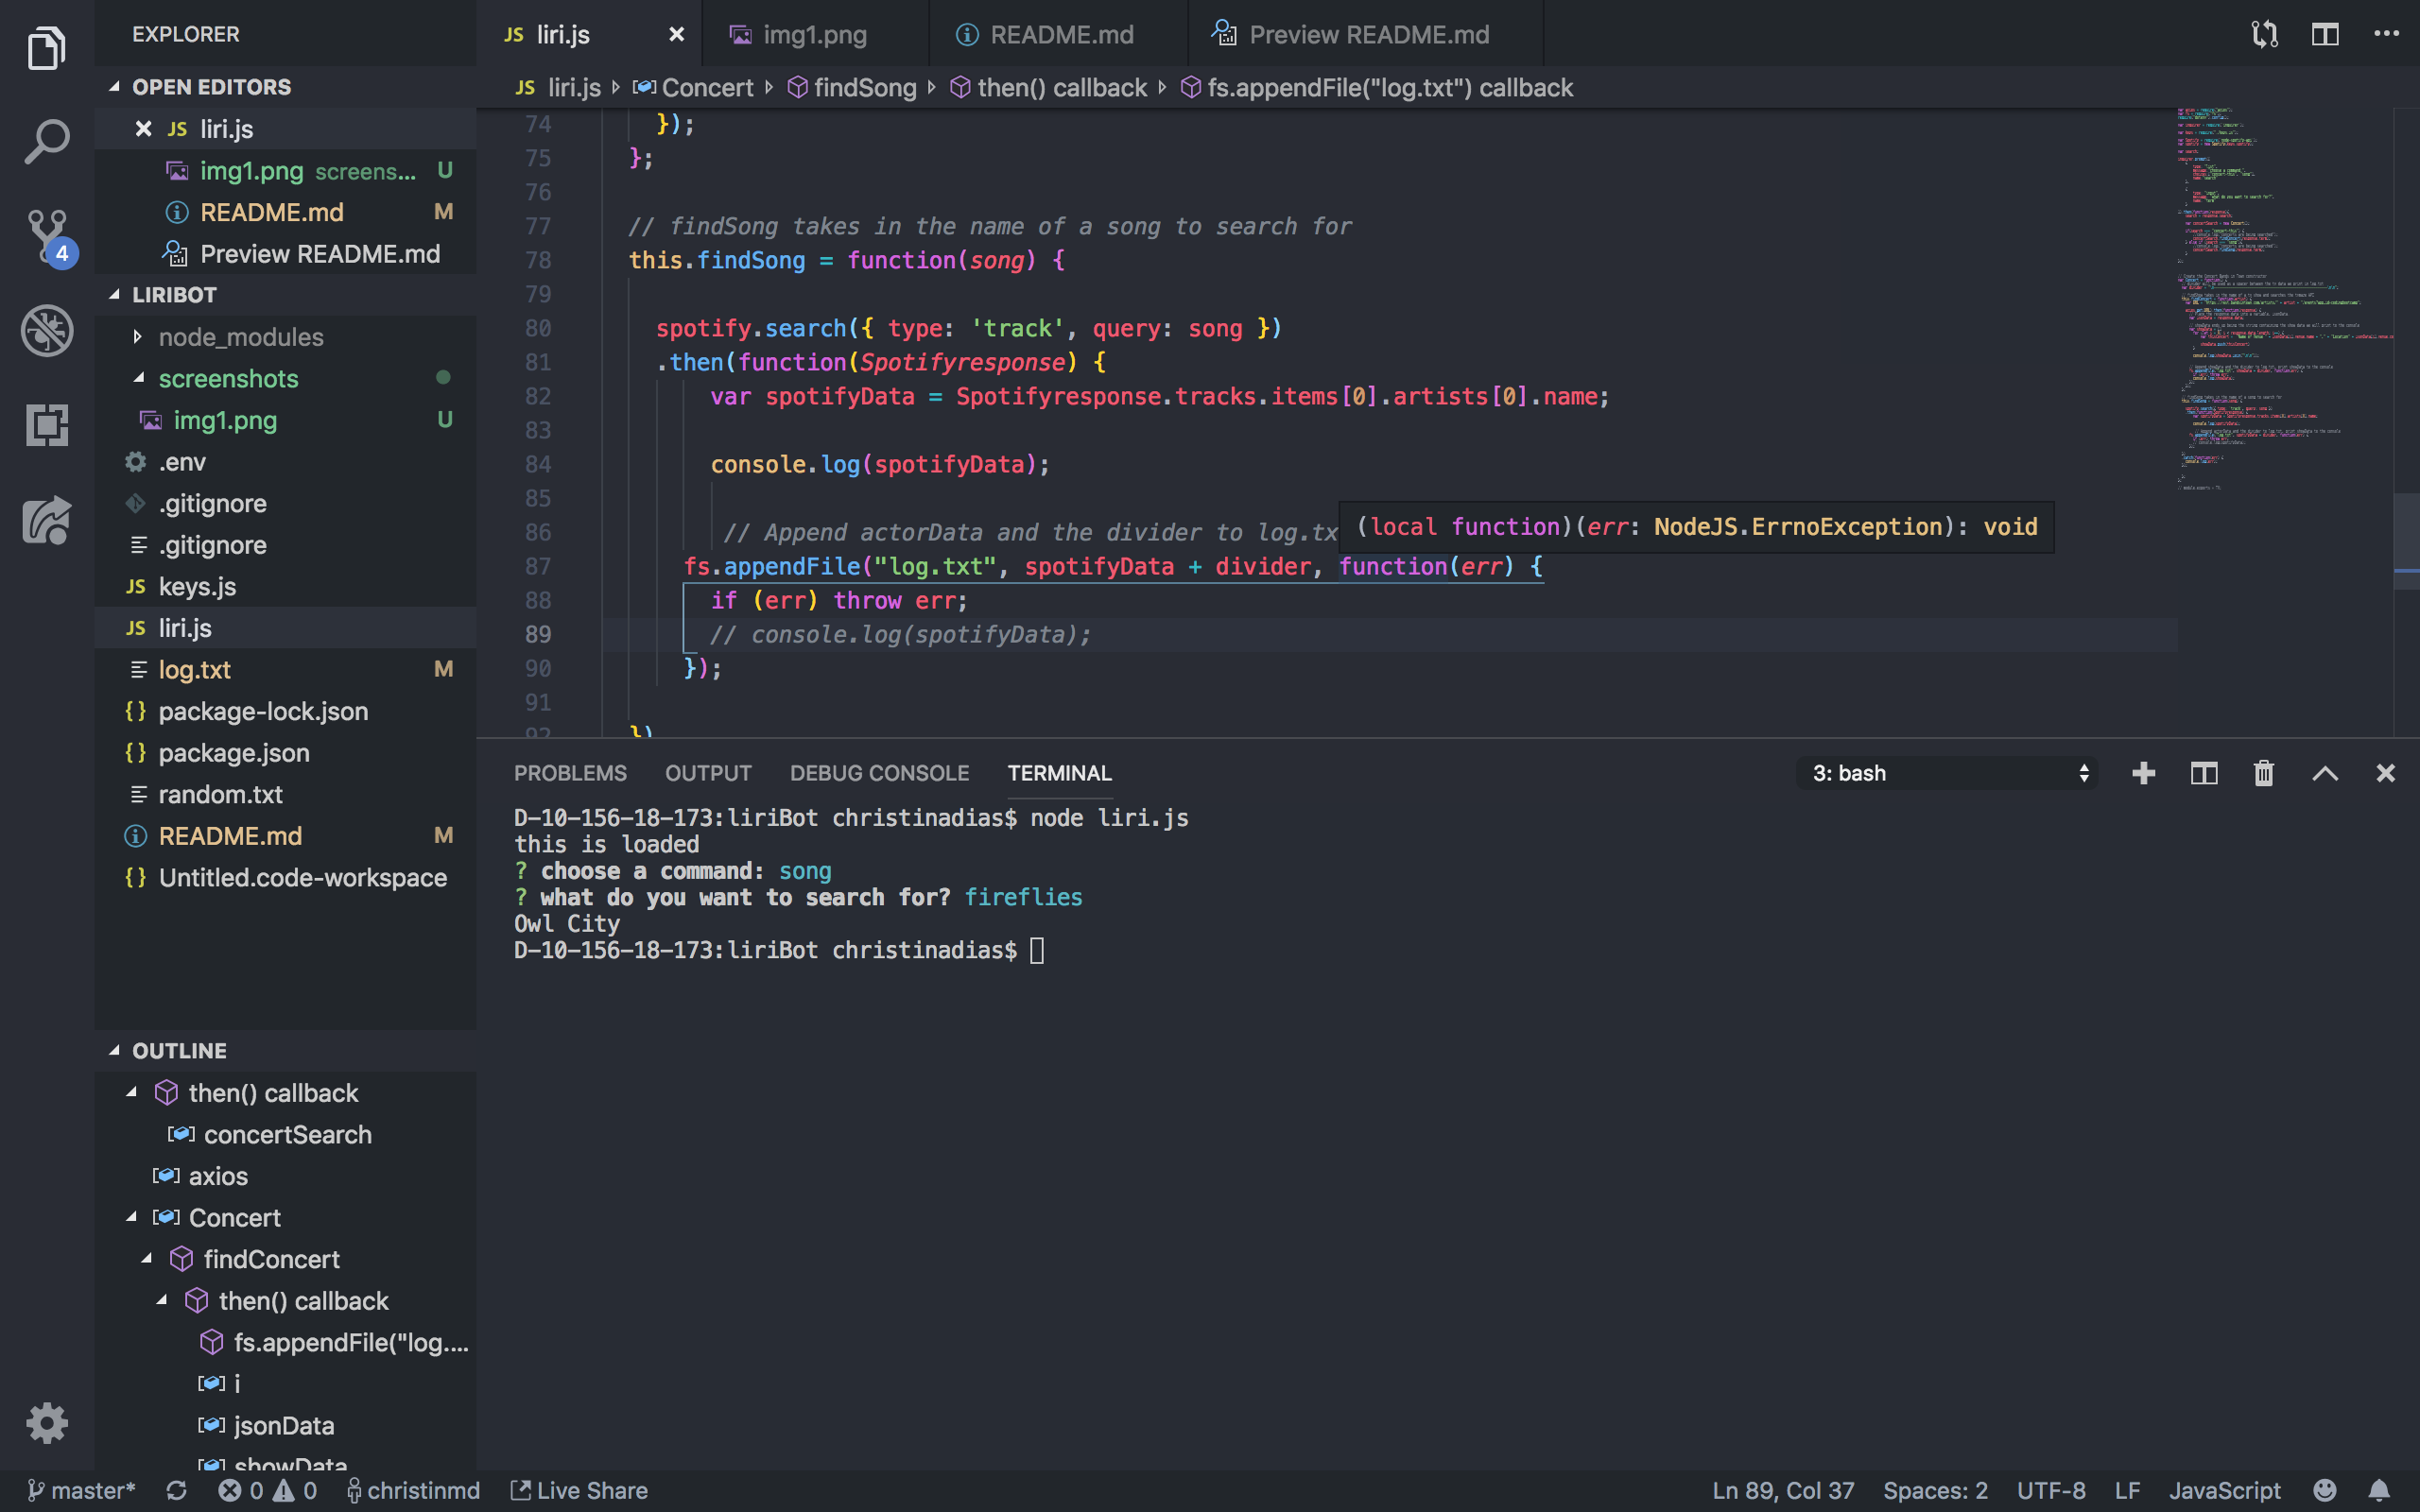 EXPLORER
OPEN EDITORS
JS liri.js
img1.png screens... U
README.md M
Preview README.md
4
LIRIBOT
node_modules
screenshots
img1.png U
.env
.gitignore
.gitignore
JS keys.js
JS liri.js
log.txt M
{} package-lock.json
{} package.json
random.txt
README.md M
{} Untitled.code-workspace
OUTLINE
then() callback
concertSearch
axios
Concert
findConcert
then() callback
fs.appendFile("log....
i
jsonData
showData
JS liri.js
img1.png
README.md
Preview README.md
JS liri.js Concert findSong then() callback fs.appendFile("log.txt") callback
74 });
75 };
76
77 // findSong takes in the name of a song to search for
78 this.findSong = function(song) {
79
80 spotify.search({ type: 'track', query: song })
81 .then(function(Spotifyresponse) {
82 var spotifyData = Spotifyresponse.tracks.items[0].artists[0].name;
83
84 console.log(spotifyData);
85
86 // Append actorData and the divider to log.tx
(local function)(err: NodeJS.ErrnoException): void
87 fs.appendFile("log.txt", spotifyData + divider, function(err) {
88 if (err) throw err;
89 // console.log(spotifyData);
90 });
91
92 })
PROBLEMS OUTPUT DEBUG CONSOLE TERMINAL 3: bash
D-10-156-18-173:liriBot christinadias$ node liri.js
this is loaded
? choose a command: song
? what do you want to search for? fireflies
Owl City
D-10-156-18-173:liriBot christinadias$
master* 0 0 christinmd Live Share Ln 89, Col 37 Spaces: 2 UTF-8 LF JavaScript